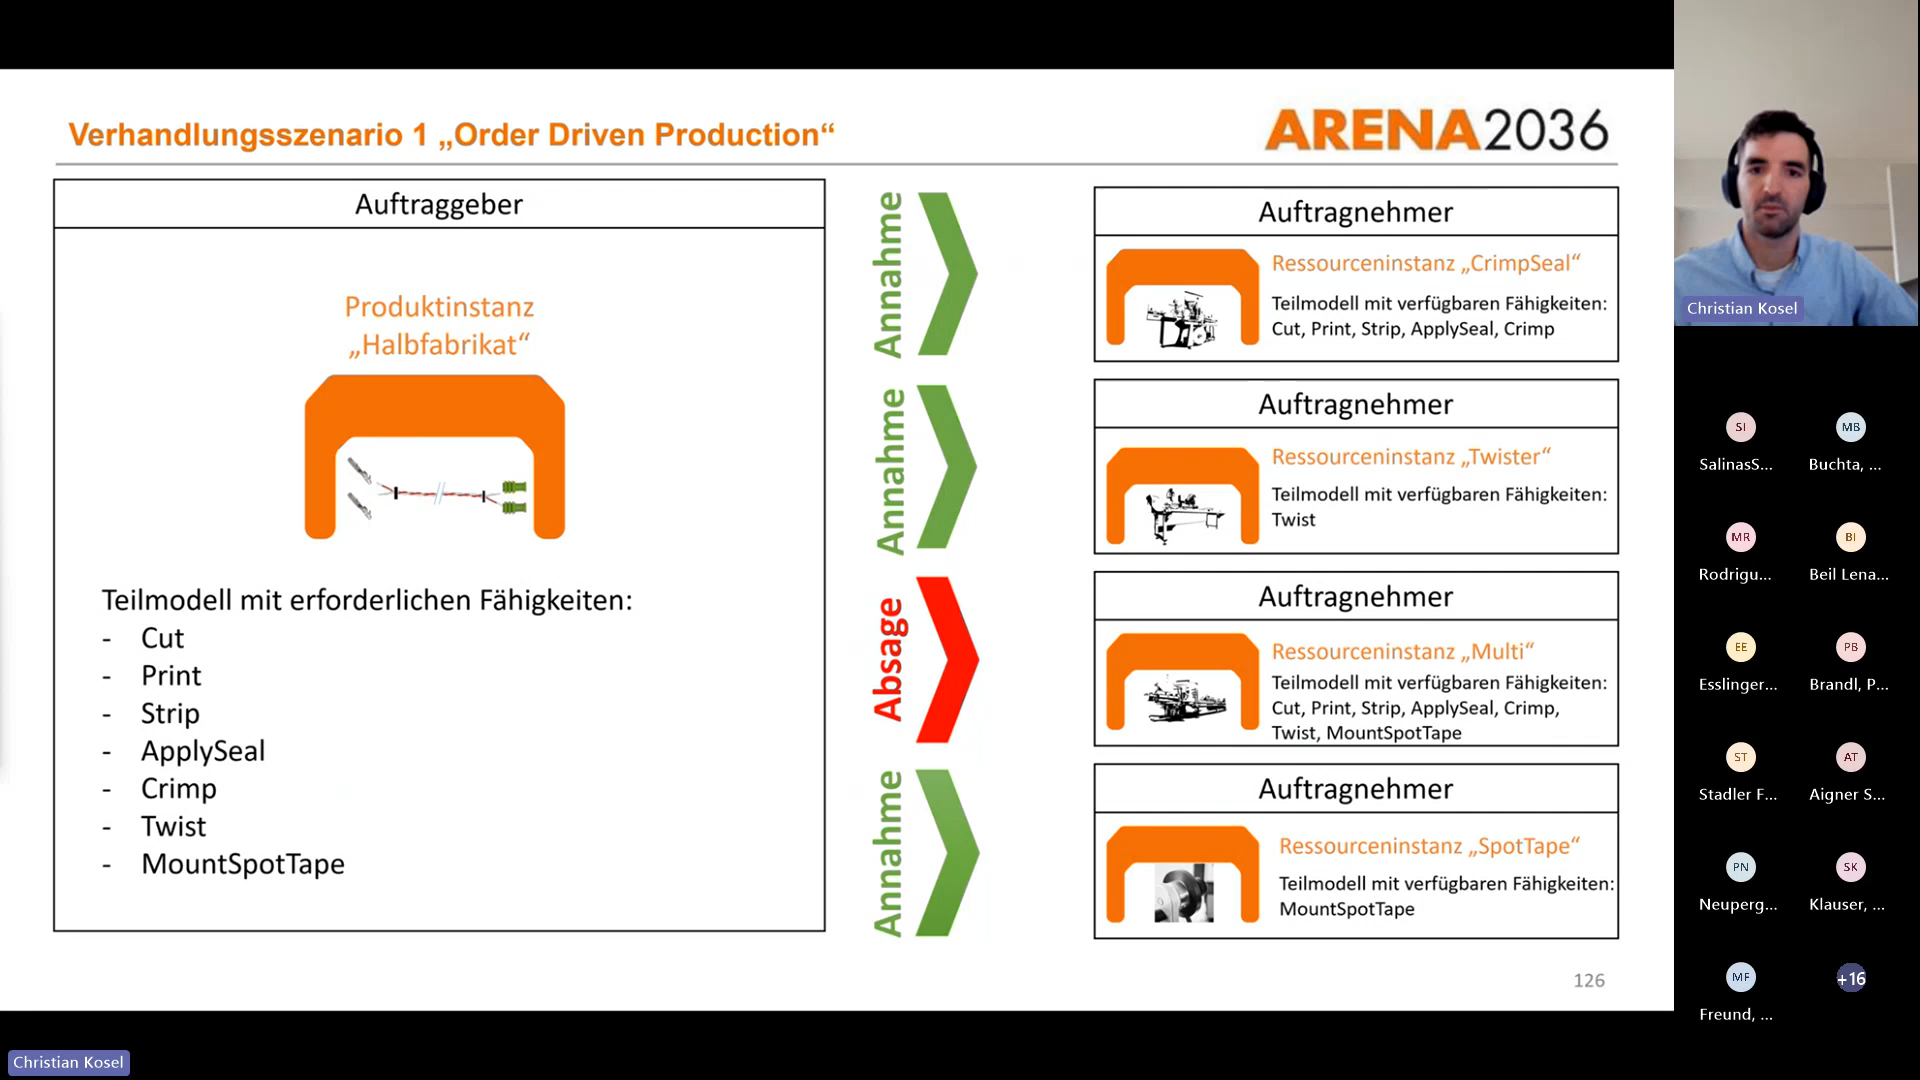 Verhandlungsszenario 1 „Order Driven Production“
ARENA2036
Auftraggeber
Produktinstanz
„Halbfabrikat“
Teilmodell mit erforderlichen Fähigkeiten:
- Cut
- Print
- Strip
- ApplySeal
- Crimp
- Twist
- MountSpotTape
Annahme
Annahme
Absage
Annahme
Auftragnehmer
Ressourceninstanz „CrimpSeal“
Teilmodell mit verfügbaren Fähigkeiten:
Cut, Print, Strip, ApplySeal, Crimp
Auftragnehmer
Ressourceninstanz „Twister“
Teilmodell mit verfügbaren Fähigkeiten:
Twist
Auftragnehmer
Ressourceninstanz „Multi“
Teilmodell mit verfügbaren Fähigkeiten:
Cut, Print, Strip, ApplySeal, Crimp,
Twist, MountSpotTape
Auftragnehmer
Ressourceninstanz „SpotTape“
Teilmodell mit verfügbaren Fähigkeiten:
MountSpotTape
126
Christian Kosel
Christian Kosel
SI
MB
SalinasS...
Buchta, ...
MR
BI
Rodrigu...
Beil Lena...
EE
PB
Esslinger...
Brandl, P...
ST
AT
Stadler F...
Aigner S...
PN
SK
Neuperg...
Klauser, ...
MF
+16
Freund, ...